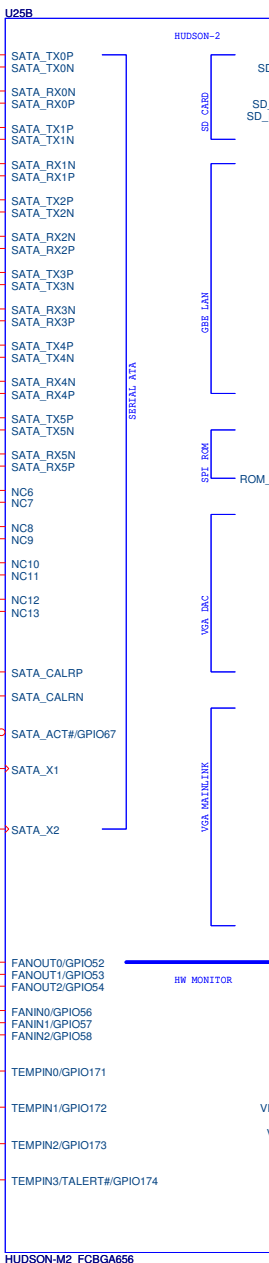 U25B
HUDSON-2
SATA_TX0P
SATA_TX0N
SATA_RX0N
SATA_RX0P
SATA_TX1P
SATA_TX1N
SATA_RX1N
SATA_RX1P
SATA_TX2P
SATA_TX2N
SATA_RX2N
SATA_RX2P
SATA_TX3P
SATA_TX3N
SATA_RX3N
SATA_RX3P
SATA_TX4P
SATA_TX4N
SATA_RX4N
SATA_RX4P
SATA_TX5P
SATA_TX5N
SATA_RX5N
SATA_RX5P
NC6
NC7
NC8
NC9
NC10
NC11
NC12
NC13
SATA_CALRP
SATA_CALRN
SATA_ACT#/GPIO67
SATA_X1
SATA_X2
SERIAL ATA
SD CARD
SD_
SD_
GBE LAN
SPI ROM
ROM_
VGA DAC
VGA MAINLINK
FANOUT0/GPIO52
FANOUT1/GPIO53
FANOUT2/GPIO54
HW MONITOR
FANIN0/GPIO56
FANIN1/GPIO57
FANIN2/GPIO58
TEMPIN0/GPIO171
TEMPIN1/GPIO172
TEMPIN2/GPIO173
TEMPIN3/TALERT#/GPIO174
HUDSON-M2_FCBGA656